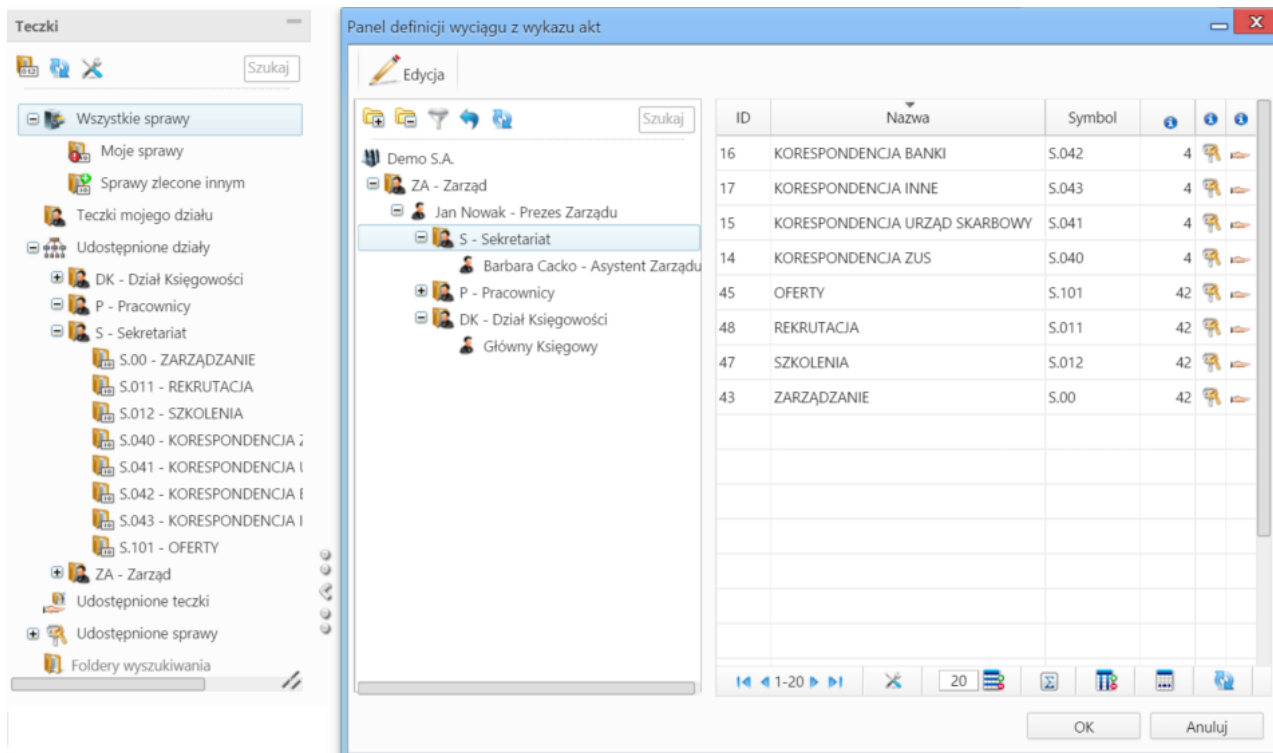 Teczki
Szukaj
Wszystkie sprawy
Moje sprawy
Sprawy zlecone innym
Teczki mojego działu
Udostępnione działy
DK - Dział Księgowości
P - Pracownicy
S - Sekretariat
S.00 - ZARZĄDZANIE
S.011 - REKRUTACJA
S.012 - SZKOLENIA
S.040 - KORESPONDENCJA
S.041 - KORESPONDENCJA
S.042 - KORESPONDENCJA
S.043 - KORESPONDENCJA I
S.101 - OFERTY
ZA - Zarząd
Udostępnione teczki
Udostępnione sprawy
Foldery wyszukiwania
Panel definicji wyciągu z wykazu akt
Edycja
Szukaj
Demo S.A.
ZA - Zarząd
Jan Nowak - Prezes Zarządu
S - Sekretariat
Barbara Cacko - Asystent Zarządu
P - Pracownicy
DK - Dział Księgowości
Główny Księgowy
ID Nazwa Symbol
16 KORESPONDENCJA BANKI S.042 4
17 KORESPONDENCJA INNE S.043 4
15 KORESPONDENCJA URZĄD SKARBOWY S.041 4
14 KORESPONDENCJA ZUS S.040 4
45 OFERTY S.101 42
48 REKRUTACJA S.011 42
47 SZKOLENIA S.012 42
43 ZARZĄDZANIE S.00 42
1-20 20
OK Anuluj